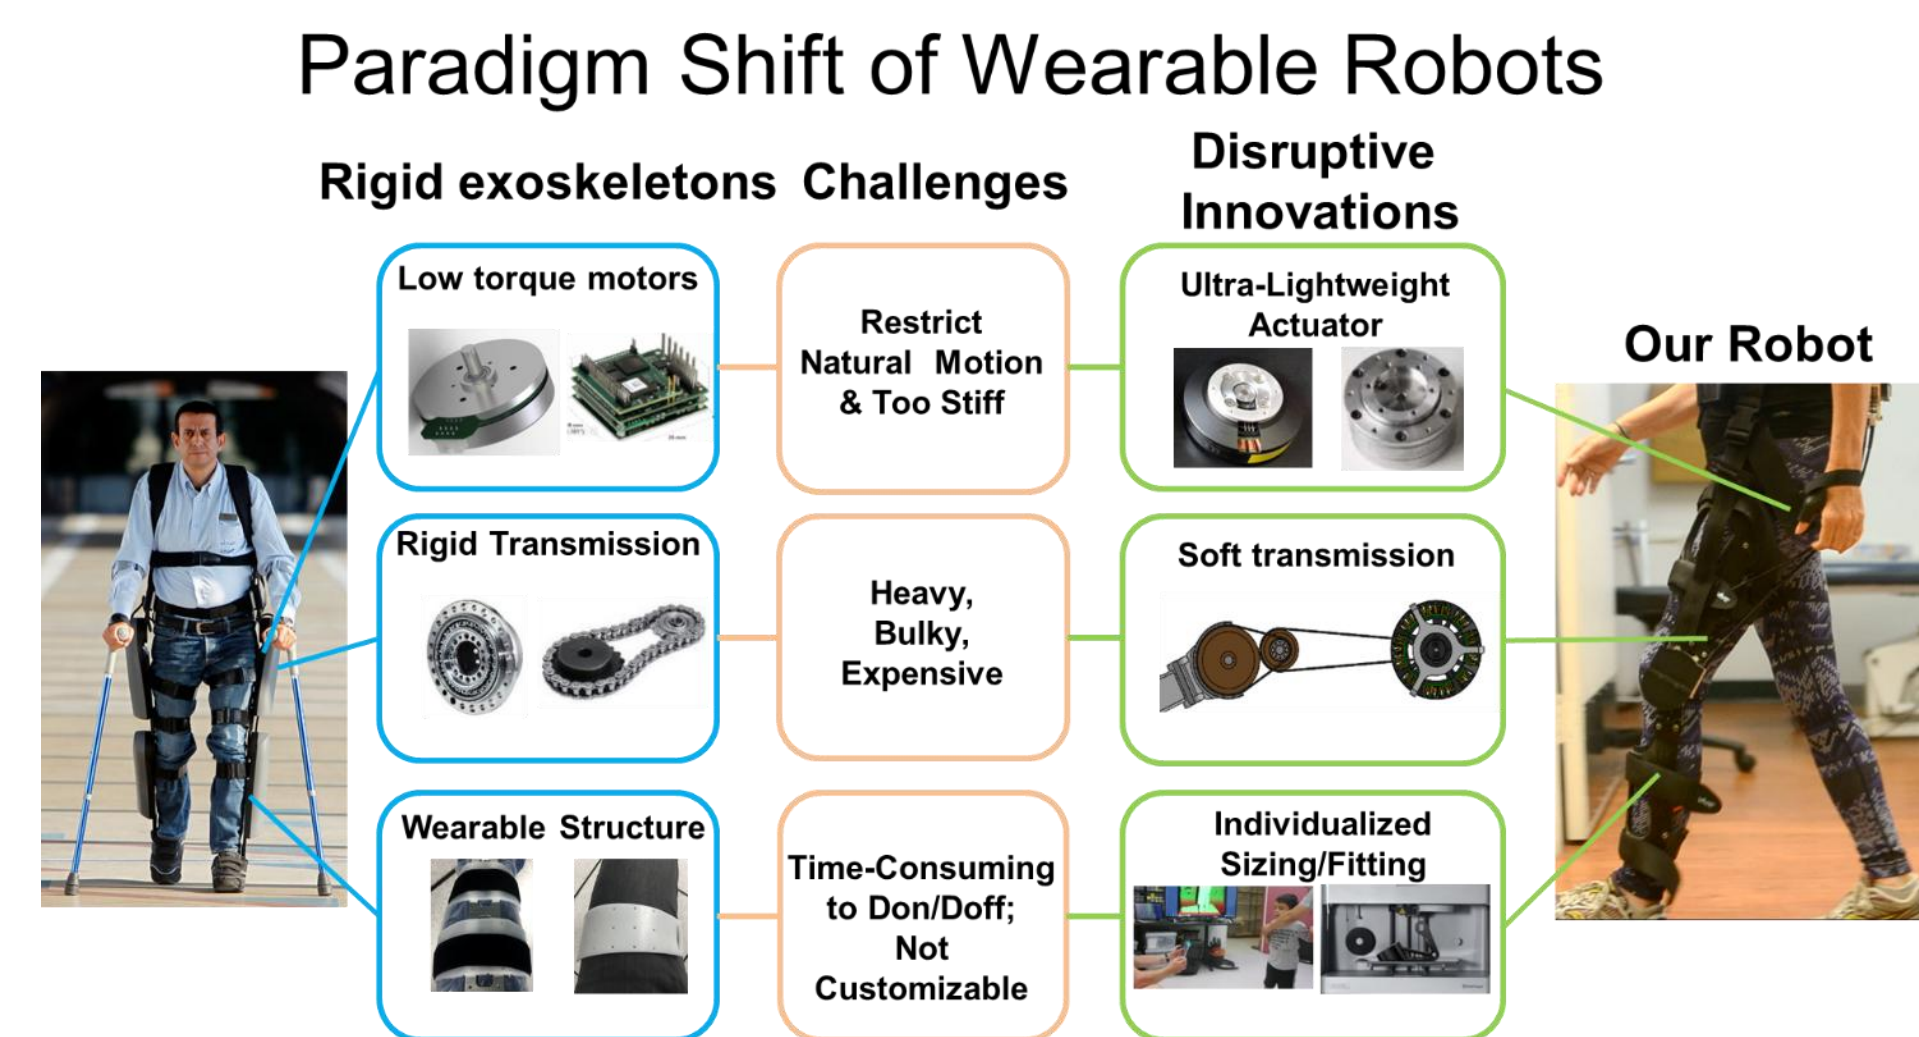 Paradigm Shift of Wearable Robots
Rigid exoskeletons
Challenges
Disruptive
Innovations
Low torque motors
Restrict
Natural Motion
& Too Stiff
Ultra-Lightweight
Actuator
Our Robot
Rigid Transmission
Heavy,
Bulky,
Expensive
Soft transmission
Wearable Structure
Time-Consuming
to Don/Doff;
Not
Customizable
Individualized
Sizing/Fitting